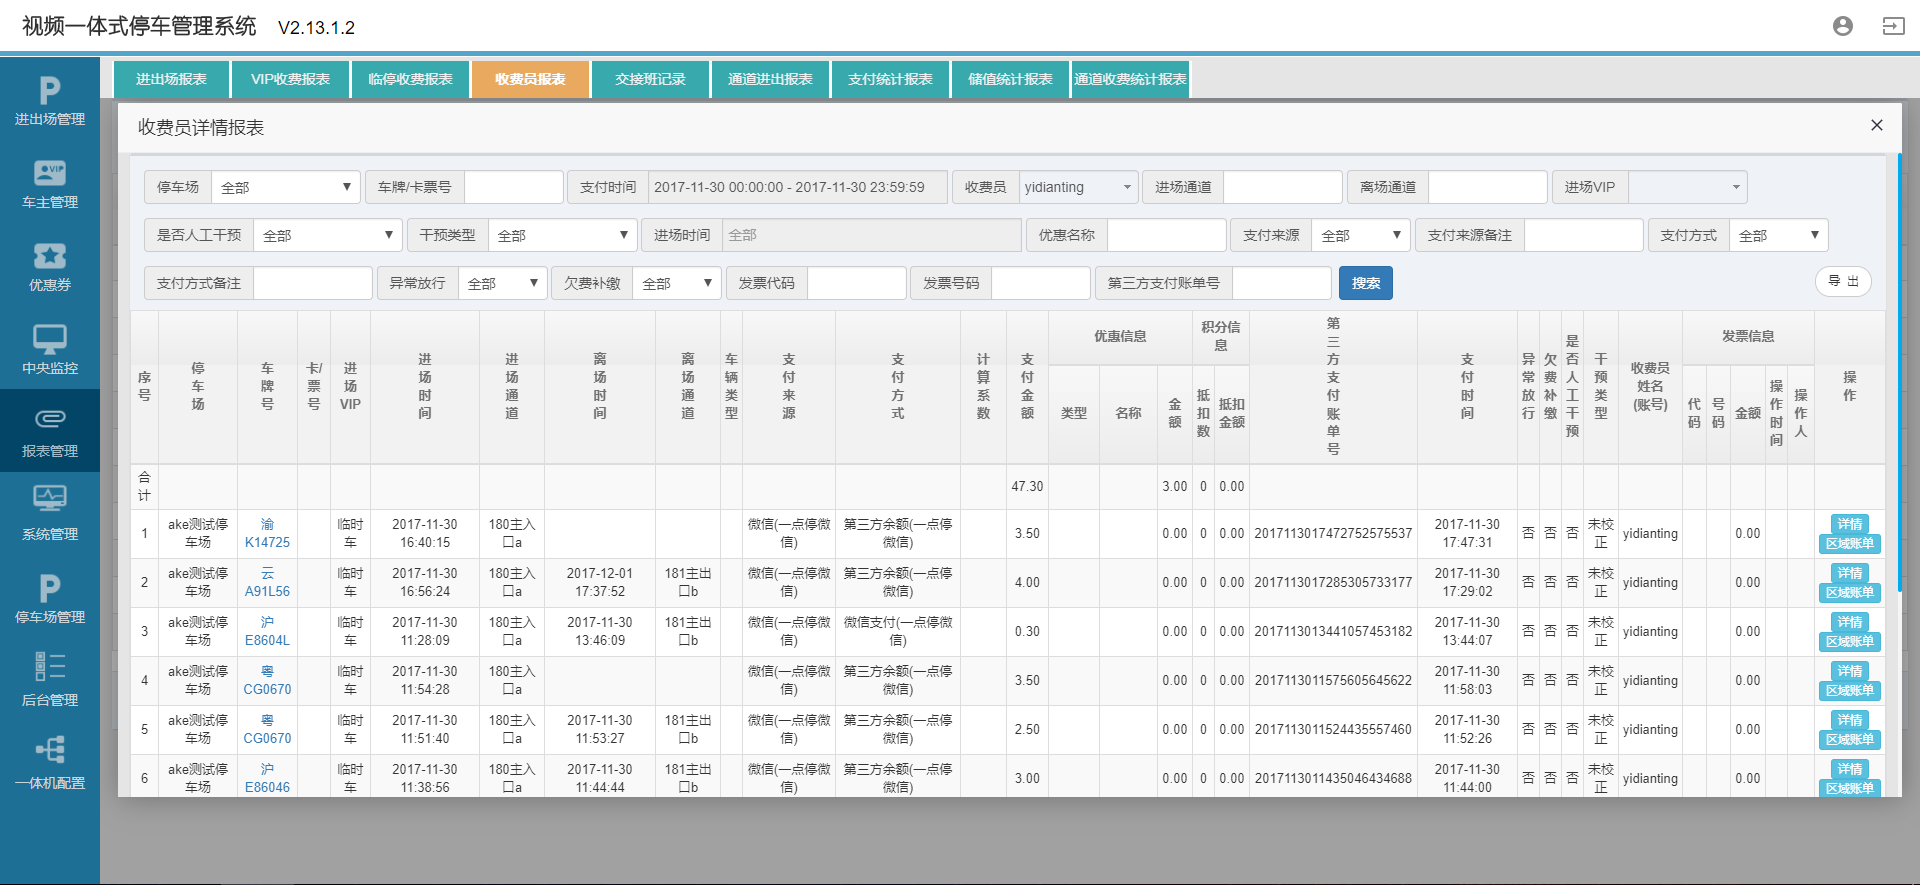 视频一体式停车管理系统 V2.13.1.2
进出场报表 VIP收费报表 临停收费报表 收费员报表 交接班记录 通道进出报表 支付统计报表 储值统计报表 通道收费统计报表
进出场管理
车主管理
优惠券
中央监控
报表管理
系统管理
停车场管理
后台管理
一体机配置
收费员详情报表 ×
停车场 全部 车牌/卡票号 支付时间 2017-11-30 00:00:00 - 2017-11-30 23:59:59 收费员 yidianting 进场通道 离场通道 进场VIP
是否人工干预 全部 干预类型 全部 进场时间 全部 优惠名称 支付来源 全部 支付来源备注 支付方式 全部
支付方式备注 异常放行 全部 欠费补缴 全部 发票代码 发票号码 第三方支付账单号 搜索 导 出
序号 停车场 车牌号 卡/票号 进场VIP 进场时间 进场通道 离场时间 离场通道 车辆类型 支付来源 支付方式 计算系数 支付金额 优惠信息 积分信息 第三方支付账单号 支付时间 异常放行 欠费补缴 是否人工干预 干预类型 收费员姓名(账号) 发票信息 操作
类型 名称 金额 抵扣数 抵扣金额 代码 号码 金额 操作时间 操作人
合计 47.30 3.00 0 0.00
1 ake测试停车场 渝K14725 临时车 2017-11-30 16:40:15 180主入口a 微信(一点停微信) 第三方余额(一点停微信) 3.50 0.00 0 0.00 2017113017472752575537 2017-11-30 17:47:31 否 否 否 未校正 yidianting 0.00 详情 区域账单
2 ake测试停车场 云A91L56 临时车 2017-11-30 16:56:24 180主入口a 2017-12-01 17:37:52 181主出口b 微信(一点停微信) 第三方余额(一点停微信) 4.00 0.00 0 0.00 2017113017285305733177 2017-11-30 17:29:02 否 否 否 未校正 yidianting 0.00 详情 区域账单
3 ake测试停车场 沪E8604L 临时车 2017-11-30 11:28:09 180主入口a 2017-11-30 13:46:09 181主出口b 微信(一点停微信) 微信支付(一点停微信) 0.30 0.00 0 0.00 2017113013441057453182 2017-11-30 13:44:07 否 否 否 未校正 yidianting 0.00 详情 区域账单
4 ake测试停车场 粤CG0670 临时车 2017-11-30 11:54:28 180主入口a 微信(一点停微信) 第三方余额(一点停微信) 3.50 0.00 0 0.00 2017113011575605645622 2017-11-30 11:58:03 否 否 否 未校正 yidianting 0.00 详情 区域账单
5 ake测试停车场 粤CG0670 临时车 2017-11-30 11:51:40 180主入口a 2017-11-30 11:53:27 181主出口b 微信(一点停微信) 第三方余额(一点停微信) 2.50 0.00 0 0.00 2017113011524435557460 2017-11-30 11:52:26 否 否 否 未校正 yidianting 0.00 详情 区域账单
6 ake测试停车场 沪E86046 临时车 2017-11-30 11:38:56 180主入口a 2017-11-30 11:44:44 181主出口b 微信(一点停微信) 第三方余额(一点停微信) 3.00 0.00 0 0.00 2017113011435046434688 2017-11-30 11:44:00 否 否 否 未校正 yidianting 0.00 详情 区域账单